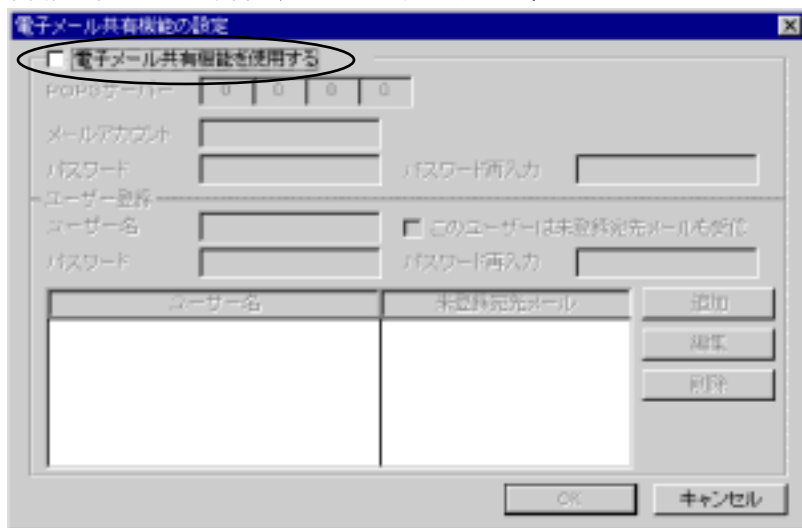 電子メール共有機能の設定
電子メール共有機能を使用する
POP3サーバー 0 0 0 0
メールアカウント
パスワード パスワード再入力
ユーザー登録
ユーザー名 このユーザーは未登録宛先メールも受信
パスワード パスワード再入力
ユーザー名 未登録宛先メール 追加
編集
削除
OK キャンセル